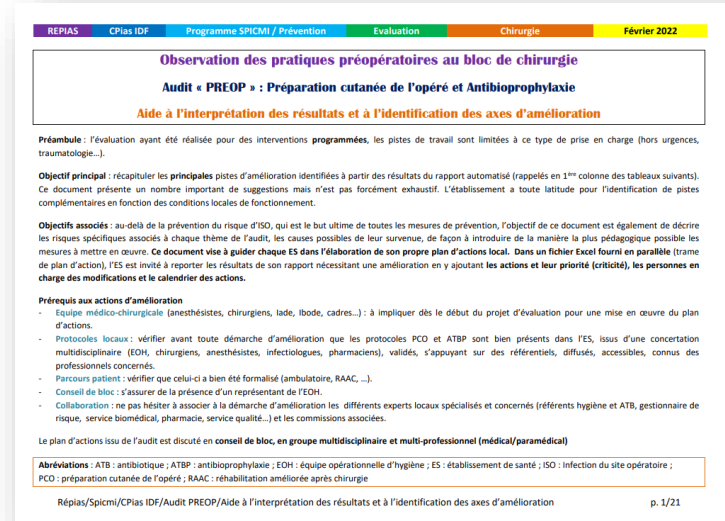 REPIAS CPias IDF Programme SPICMI / Prévention Evaluation Chirurgie Février 2022
Observation des pratiques préopératoires au bloc de chirurgie
Audit « PREOP » : Préparation cutanée de l'opéré et Antibioprophylaxie
Aide à l'interprétation des résultats et à l'identification des axes d'amélioration
Préambule : l'évaluation ayant été réalisée pour des interventions programmées, les pistes de travail sont limitées à ce type de prise en charge (hors urgences,
traumatologie…).
Objectif principal : récapituler les principales pistes d'amélioration identifiées à partir des résultats du rapport automatisé (rappelés en 1ère colonne des tableaux suivants).
Ce document présente un nombre important de suggestions mais n'est pas forcément exhaustif. L'établissement a toute latitude pour l'identification de pistes
complémentaires en fonction des conditions locales de fonctionnement.
Objectifs associés : au-delà de la prévention du risque d'ISO, qui est le but ultime de toutes les mesures de prévention, l'objectif de ce document est également de décrire
les risques spécifiques associés à chaque thème de l'audit, les causes possibles de leur survenue, de façon à introduire de la manière la plus pédagogique possible les
mesures à mettre en œuvre. Ce document vise à guider chaque ES dans l'élaboration de son propre plan d'actions local. Dans un fichier Excel fourni en parallèle (trame
de plan d'action), l'ES est invité à reporter les résultats de son rapport nécessitant une amélioration en y ajoutant les actions et leur priorité (criticité), les personnes en
charge des modifications et le calendrier des actions.
Prérequis aux actions d'amélioration
- Equipe médico-chirurgicale (anesthésistes, chirurgiens, Iade, Ibode, cadres…) : à impliquer dès le début du projet d'évaluation pour une mise en œuvre du plan
d'actions.
- Protocoles locaux : vérifier avant toute démarche d'amélioration que les protocoles PCO et ATBP sont bien présents dans l'ES, issus d'une concertation
multidisciplinaire (EOH, chirurgiens, anesthésistes, infectiologues, pharmaciens), validés, s'appuyant sur des référentiels, diffusés, accessibles, connus des
professionnels concernés.
- Parcours patient : vérifier que celui-ci a bien été formalisé (ambulatoire, RAAC, …).
- Conseil de bloc : s'assurer de la présence d'un représentant de l'EOH.
- Collaboration : ne pas hésiter à associer à la démarche d'amélioration les différents experts locaux spécialisés et concernés (référents hygiène et ATB, gestionnaire de
risque, service biomédical, pharmacie, service qualité…) et les commissions associées.
Le plan d'actions issu de l'audit est discuté en conseil de bloc, en groupe multidisciplinaire et multi-professionnel (médical/paramédical)
Abréviations : ATB : antibiotique ; ATBP : antibioprophylaxie ; EOH : équipe opérationnelle d'hygiène ; ES : établissement de santé ; ISO : Infection du site opératoire ;
PCO : préparation cutanée de l'opéré ; RAAC : réhabilitation améliorée après chirurgie
Répias/Spicmi/CPias IDF/Audit PREOP/Aide à l'interprétation des résultats et à l'identification des axes d'amélioration p. 1/21